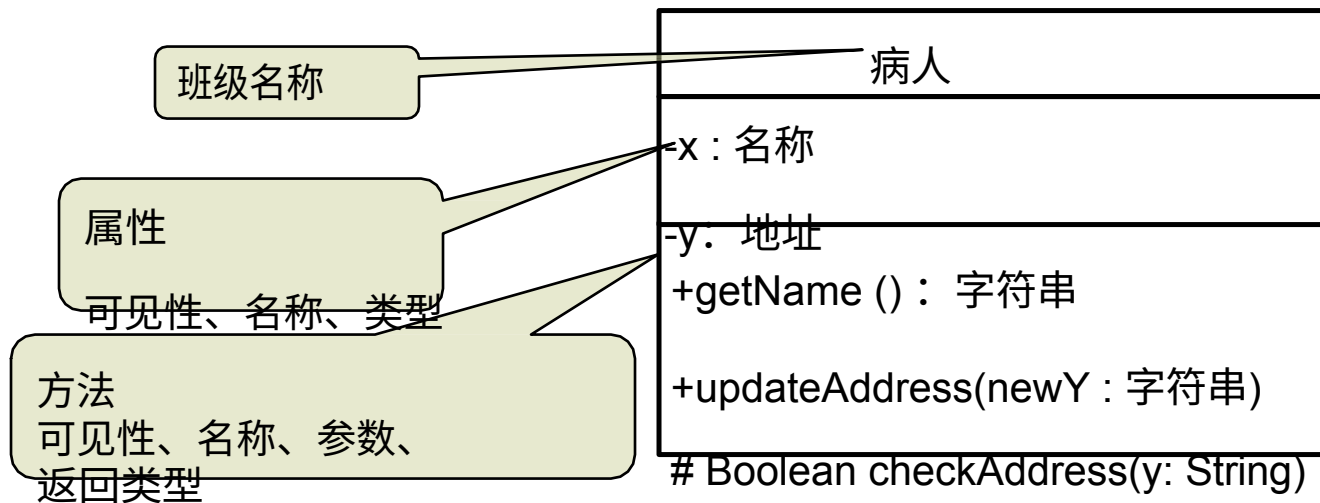 班级名称
病人
-x : 名称
属性
-y：地址
可见性、名称、类型
+getName ()：字符串
方法
可见性、名称、参数、
返回类型
+updateAddress(newY : 字符串)
# Boolean checkAddress(y: String)